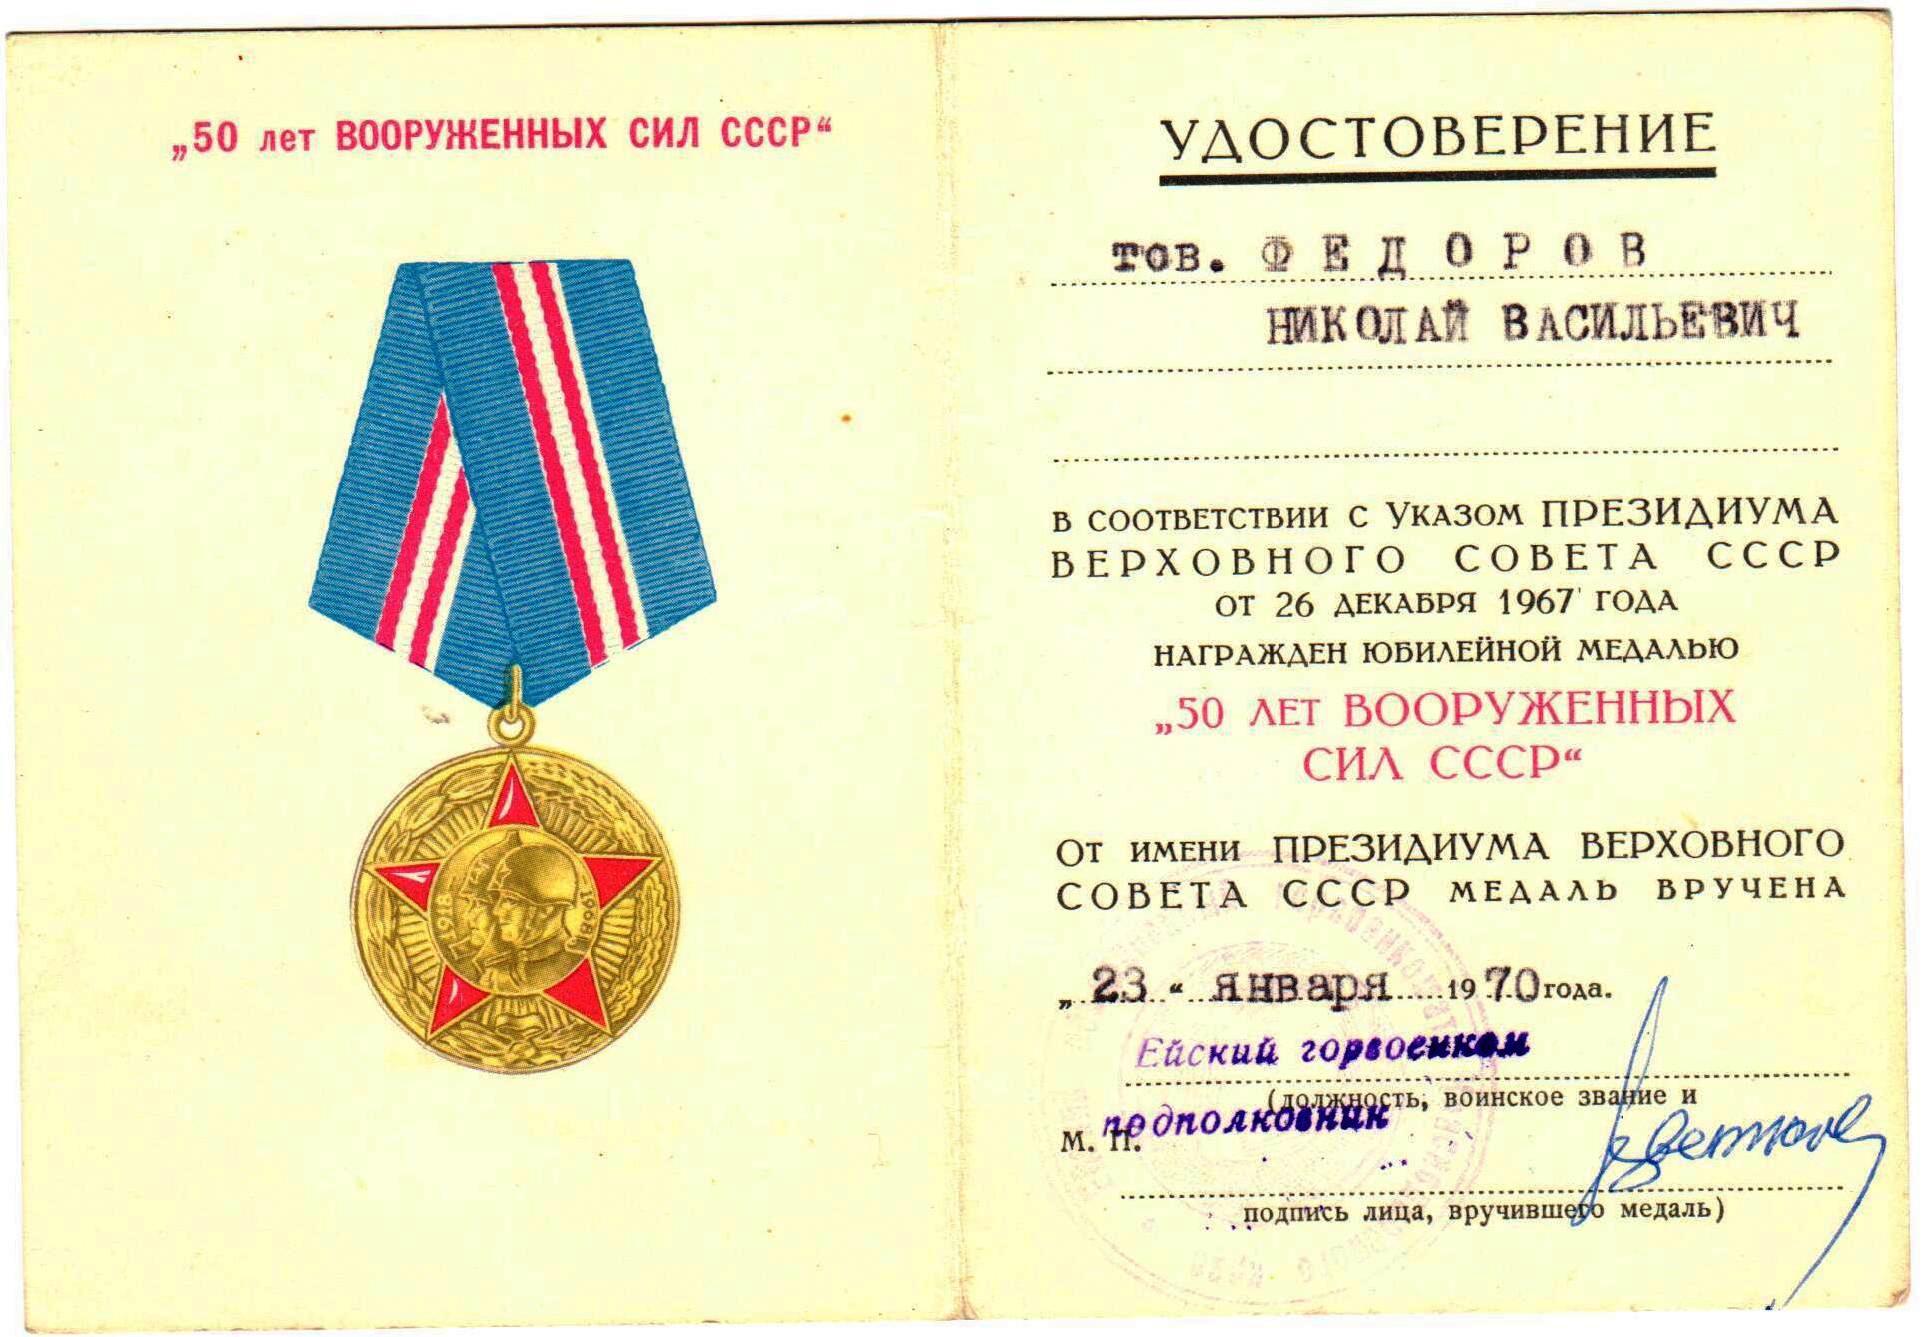 „50 лет ВООРУЖЕННЫХ СИЛ СССР“
1918
1968
УДОСТОВЕРЕНИЕ
тов. ФЕДОРОВ
НИКОЛАЙ ВАСИЛЬЕВИЧ
В СООТВЕТСТВИИ С УКАЗОМ ПРЕЗИДИУМА
ВЕРХОВНОГО СОВЕТА СССР
ОТ 26 ДЕКАБРЯ 1967 ГОДА
НАГРАЖДЕН ЮБИЛЕЙНОЙ МЕДАЛЬЮ
„50 ЛЕТ ВООРУЖЕННЫХ
СИЛ СССР“
ОТ ИМЕНИ ПРЕЗИДИУМА ВЕРХОВНОГО
СОВЕТА СССР МЕДАЛЬ ВРУЧЕНА
„23“ января 1970 года.
Ейский горвоенком
(должность, воинское звание и
подполковник
М. П.
подпись лица, вручившего медаль)